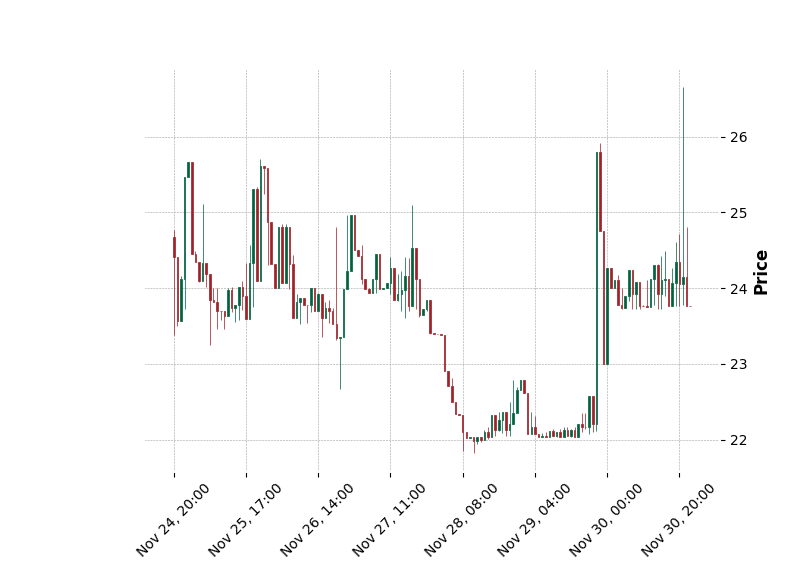 26
25
24
23
22
Price
Nov 24, 20:00
Nov 25, 17:00
Nov 26, 14:00
Nov 27, 11:00
Nov 28, 08:00
Nov 29, 04:00
Nov 30, 00:00
Nov 30, 20:00